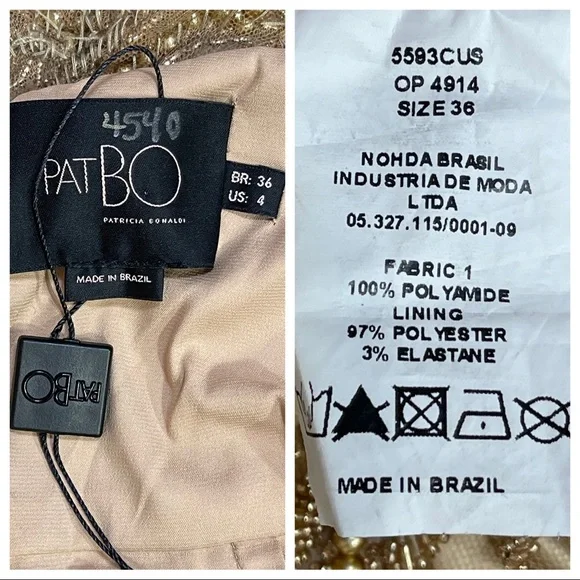 4540
PATBO
PATRICIA BONALDI
BR: 36
US: 4
MADE IN BRAZIL
PATBO
5593CUS
OP 4914
SIZE 36
NOHDA BRASIL
INDUSTRIA DE MODA
LTDA
05.327.115/0001-09
FABRIC 1
100% POLYAMIDE
LINING
97% POLYESTER
3% ELASTANE
MADE IN BRAZIL